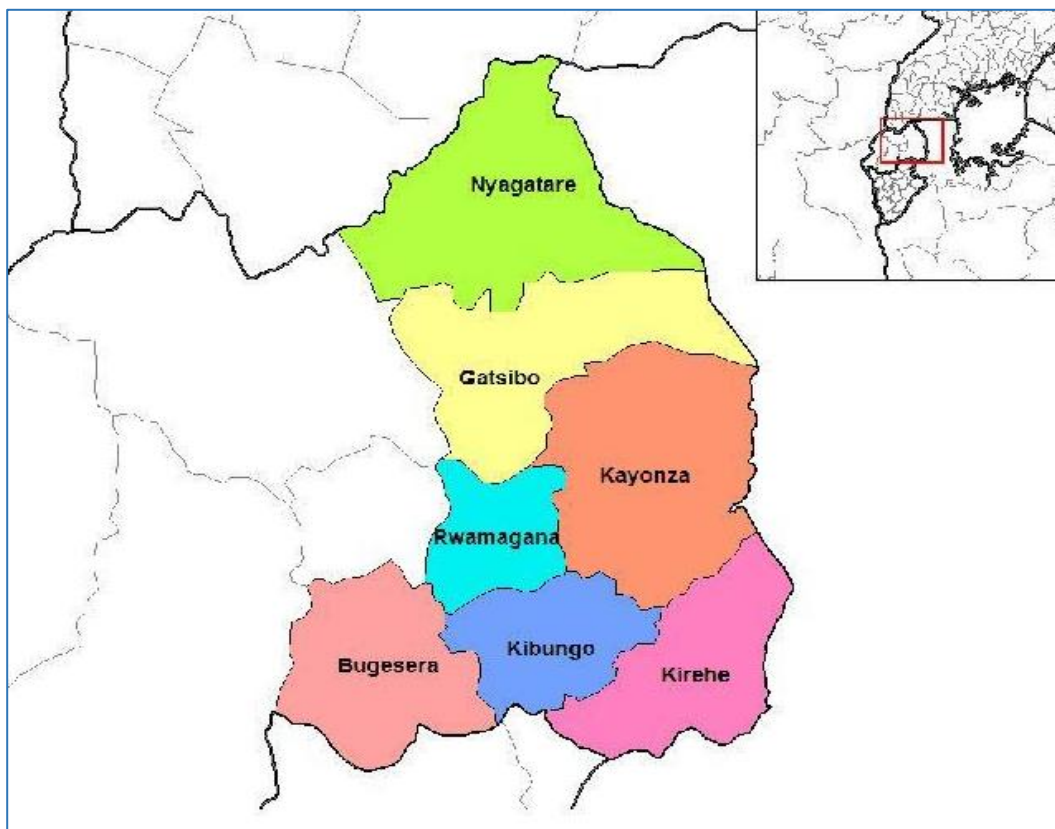 Nyagatare
Gatsibo
Kayonza
Rwamagana
Kibungo
Bugesera
Kirehe